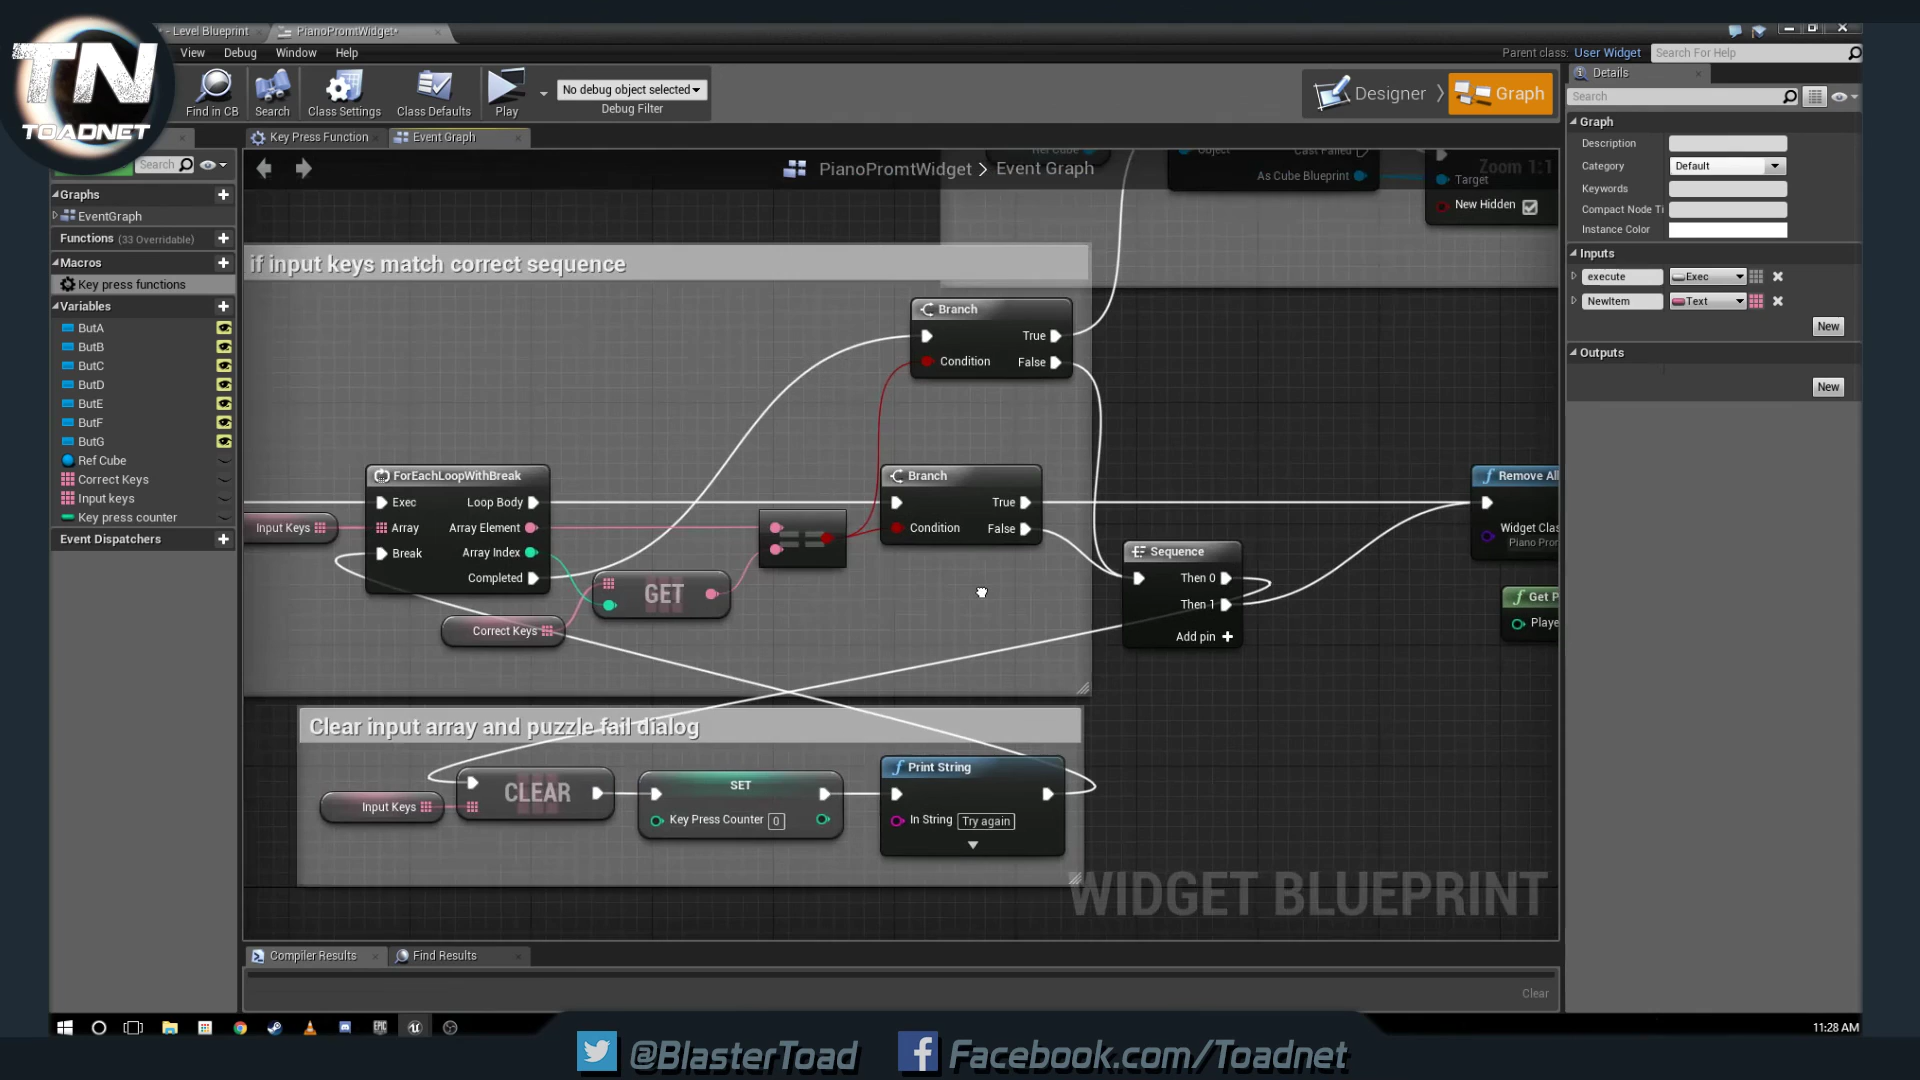 TN
TOADNET
- Level Blueprint
PianoPromtWidget*
View Debug Window Help
Parent class: User Widget
Search For Help
Find in CB
Search
Class Settings
Class Defaults
Play
No debug object selected
Debug Filter
Designer
Graph
Details
Search
Key Press Function
Event Graph
Search
PianoPromtWidget > Event Graph
Zoom 1:1
Graphs
EventGraph
Functions (33 Overridable)
Macros
Key press functions
Variables
ButA
ButB
ButC
ButD
ButE
ButF
ButG
Ref Cube
Correct Keys
Input keys
Key press counter
Event Dispatchers
Ref Cube
Object
Cast Failed
As Cube Blueprint
Target
New Hidden
if input keys match correct sequence
Branch
True
Condition
False
ForEachLoopWithBreak
Exec
Loop Body
Input Keys
Array
Array Element
Break
Array Index
Completed
GET
Correct Keys
==
Branch
True
Condition
False
Sequence
Then 0
Then 1
Add pin
Remove All
Widget Clas
Piano Prom
Get P
Playe
Clear input array and puzzle fail dialog
Input Keys
CLEAR
SET
Key Press Counter 0
Print String
In String Try again
WIDGET BLUEPRINT
Graph
Description
Category
Default
Keywords
Compact Node Ti
Instance Color
Inputs
execute
Exec
NewItem
Text
New
Outputs
New
Compiler Results
Find Results
Clear
EPIC
11:28 AM
@BlasterToad
Facebook.com/Toadnet